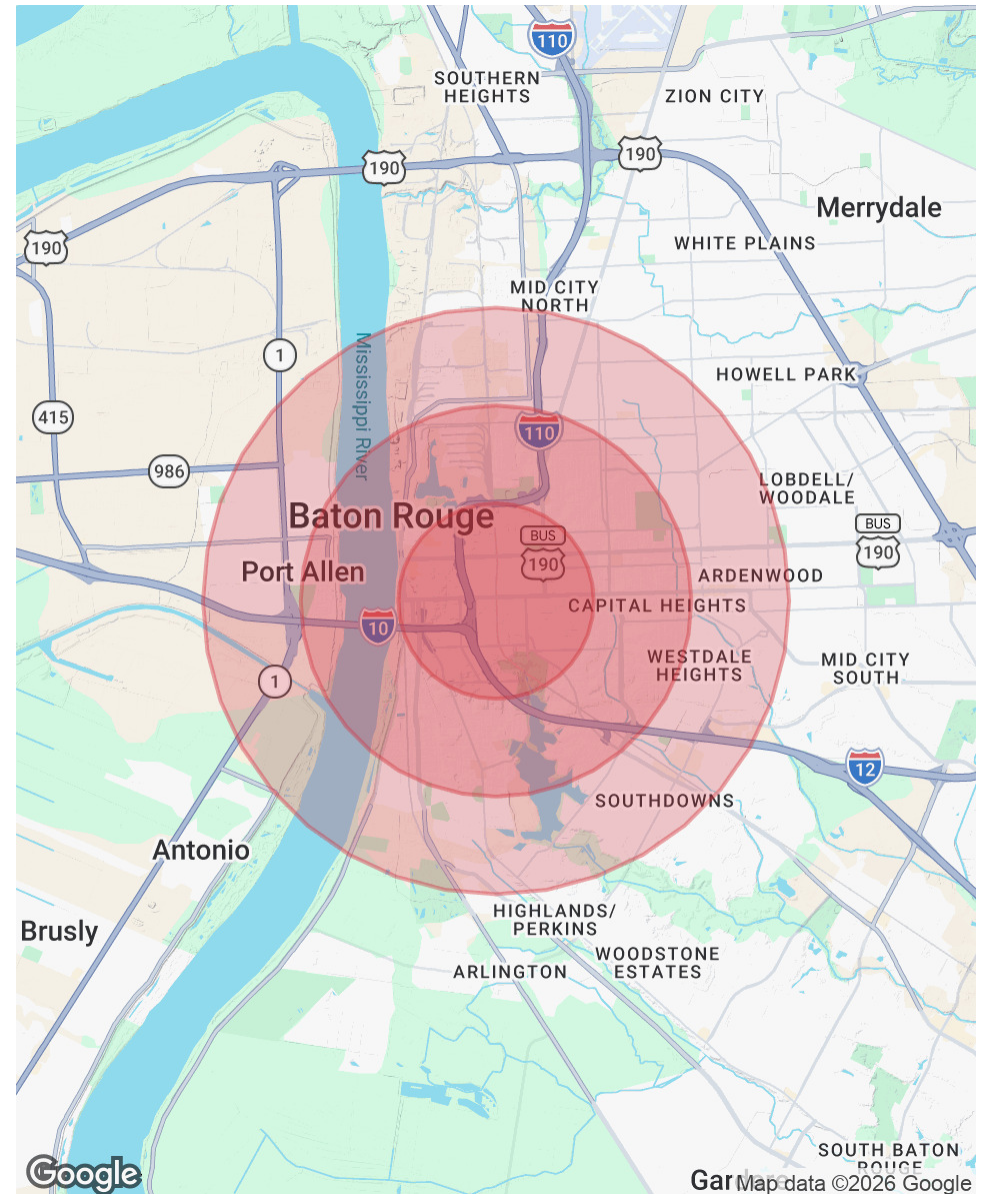 110
SOUTHERN
HEIGHTS
ZION CITY
190
190
Merrydale
190
WHITE PLAINS
MID CITY
NORTH
1
Mississippi River
HOWELL PARK
415
110
986
LOBDELL/
WOODALE
Baton Rouge
BUS
190
BUS
190
Port Allen
ARDENWOOD
CAPITAL HEIGHTS
10
WESTDALE
HEIGHTS
MID CITY
SOUTH
1
12
SOUTHDOWNS
Antonio
HIGHLANDS/
PERKINS
Brusly
WOODSTONE
ESTATES
ARLINGTON
SOUTH BATON
ROUGE
Gardere
Google
Map data ©2026 Google